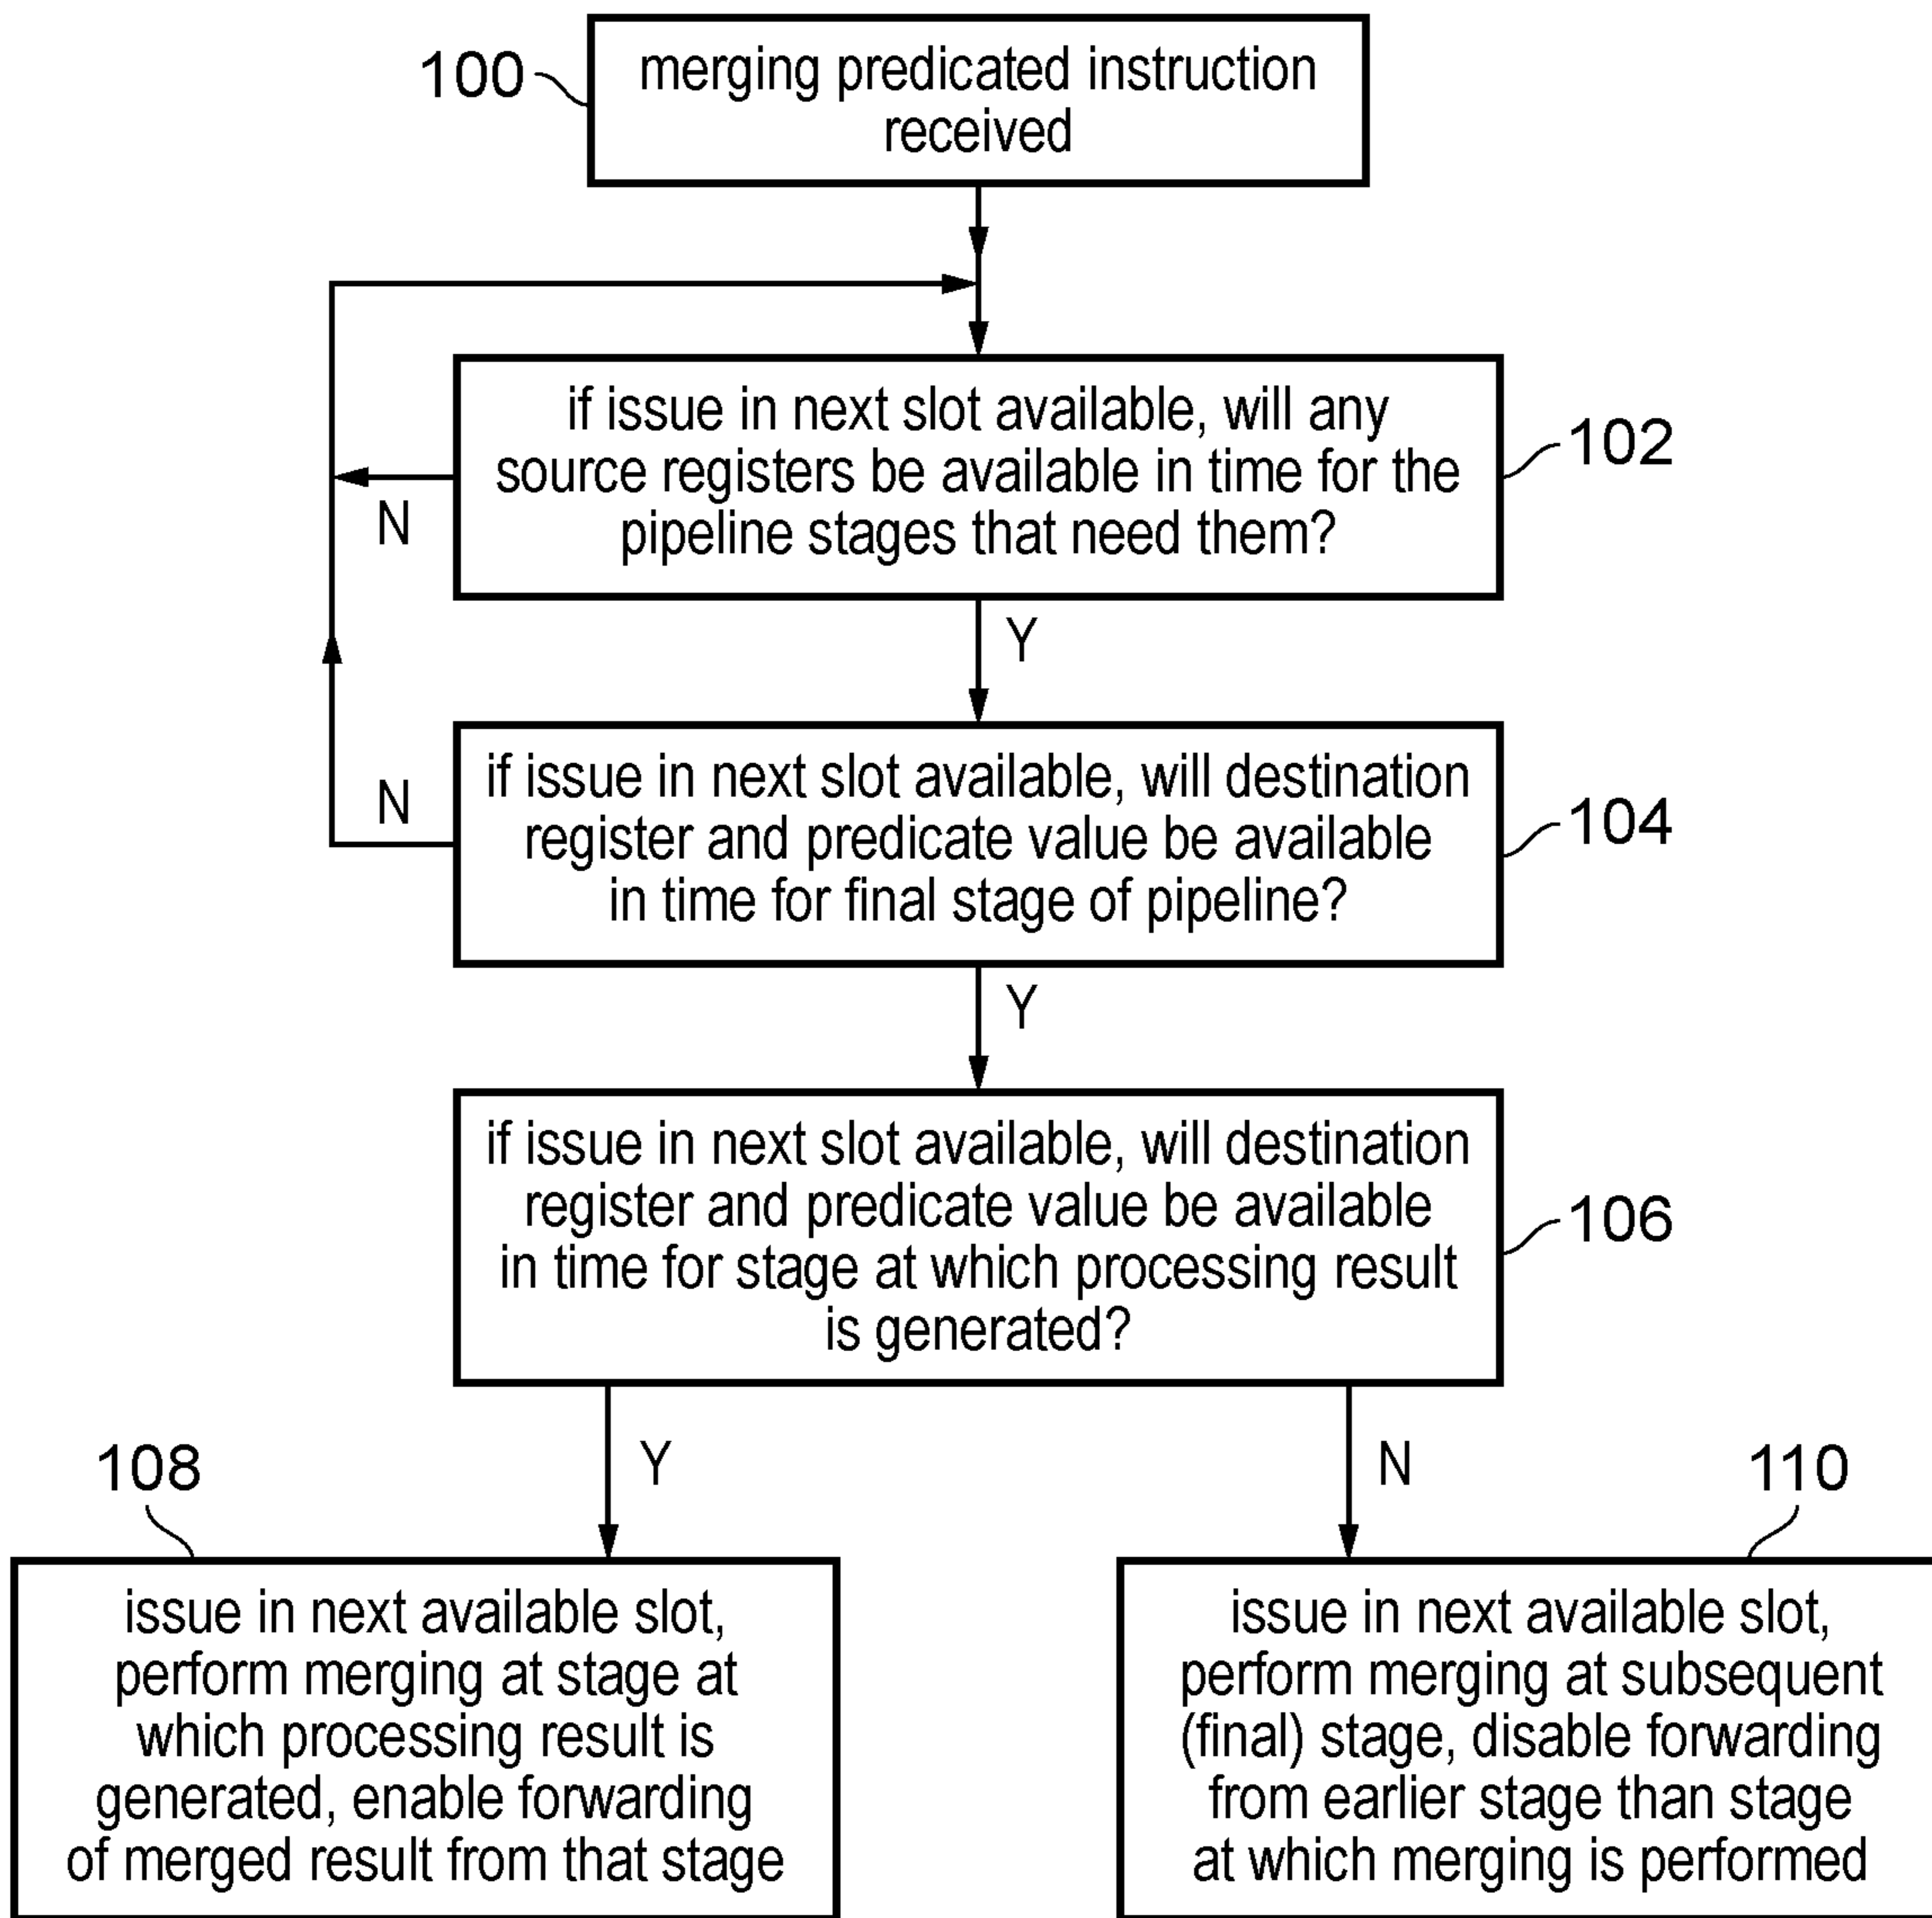 100
merging predicated instruction
received
if issue in next slot available, will any
source registers be available in time for the
pipeline stages that need them?
102
N
Y
if issue in next slot available, will destination
register and predicate value be available
in time for final stage of pipeline?
104
N
Y
if issue in next slot available, will destination
register and predicate value be available
in time for stage at which processing result
is generated?
106
Y
N
108
issue in next available slot,
perform merging at stage at
which processing result is
generated, enable forwarding
of merged result from that stage
110
issue in next available slot,
perform merging at subsequent
(final) stage, disable forwarding
from earlier stage than stage
at which merging is performed